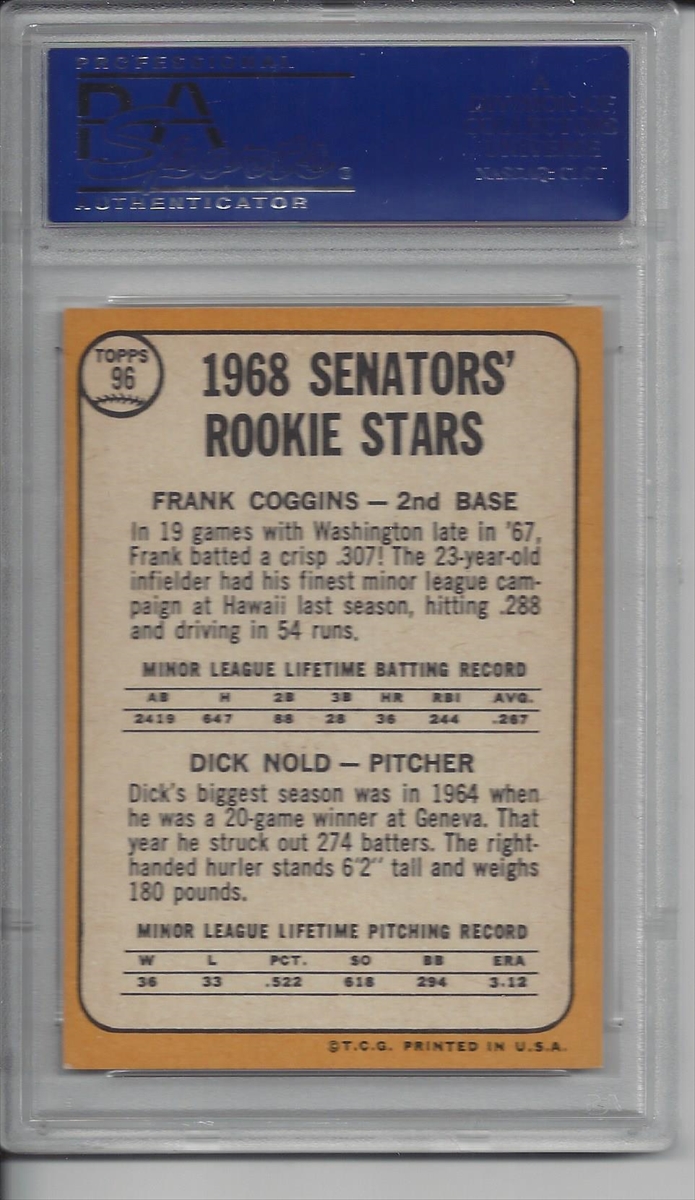 PROFESSIONAL
PSA
AUTHENTICATOR
A
DIVISION OF
COLLECTORS
UNIVERSE
NASDAQ: CLCT
TOPPS
96
1968 SENATORS'
ROOKIE STARS
FRANK COGGINS — 2nd BASE
In 19 games with Washington late in '67,
Frank batted a crisp .307! The 23-year-old
infielder had his finest minor league cam-
paign at Hawaii last season, hitting .288
and driving in 54 runs.
MINOR LEAGUE LIFETIME BATTING RECORD
AB H 2B 3B HR RBI AVG.
2419 647 88 28 36 244 .267
DICK NOLD — PITCHER
Dick's biggest season was in 1964 when
he was a 20-game winner at Geneva. That
year he struck out 274 batters. The right-
handed hurler stands 6'2" tall and weighs
180 pounds.
MINOR LEAGUE LIFETIME PITCHING RECORD
W L PCT. SO BB ERA
36 33 .522 618 294 3.12
©T.C.G. PRINTED IN U.S.A.